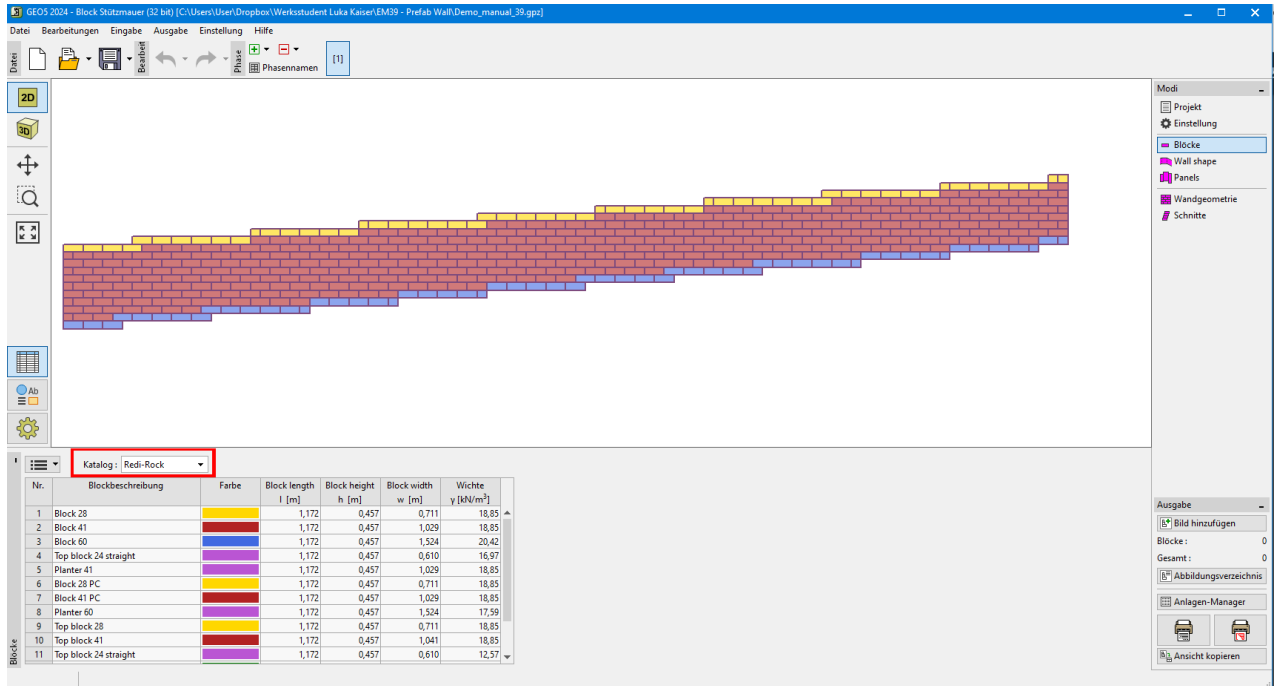 GEO5 2024 - Block Stützmauer (32 bit) [C:\Users\User\Dropbox\Werksstudent Luka Kaiser\EM39 - Prefab Wall\Demo_manual_39.gpz]
Datei Bearbeitungen Eingabe Ausgabe Einstellung Hilfe
Datei
Bearbeit
Phase
Phasennamen
[1]
2D
3D
Ab
Modi
Projekt
Einstellung
Blöcke
Wall shape
Panels
Wandgeometrie
Schnitte
Katalog : Redi-Rock
Nr. Blockbeschreibung Farbe Block length Block height Block width Wichte
l [m] h [m] w [m] γ [kN/m³]
1 Block 28 1,172 0,457 0,711 18,85
2 Block 41 1,172 0,457 1,029 18,85
3 Block 60 1,172 0,457 1,524 20,42
4 Top block 24 straight 1,172 0,457 0,610 16,97
5 Planter 41 1,172 0,457 1,029 18,85
6 Block 28 PC 1,172 0,457 0,711 18,85
7 Block 41 PC 1,172 0,457 1,029 18,85
8 Planter 60 1,172 0,457 1,524 17,59
9 Top block 28 1,172 0,457 0,711 18,85
10 Top block 41 1,172 0,457 1,041 18,85
11 Top block 24 straight 1,172 0,457 0,610 12,57
Blöcke
Ausgabe
Bild hinzufügen
Blöcke : 0
Gesamt : 0
Abbildungsverzeichnis
Anlagen-Manager
Ansicht kopieren